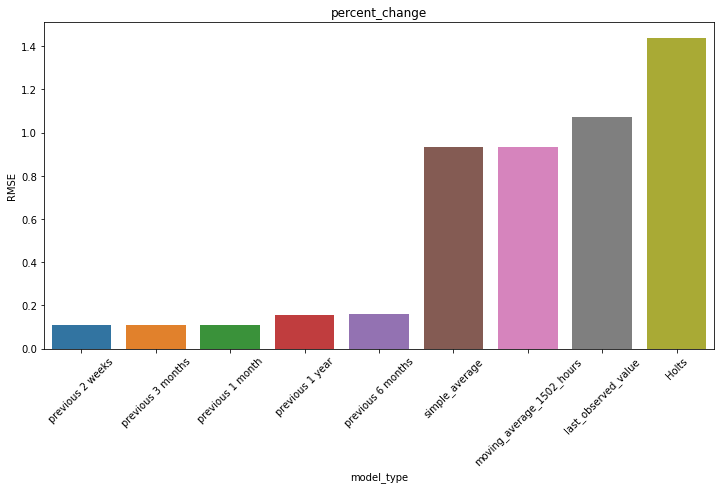 percent_change
RMSE
1.4
1.2
1.0
0.8
0.6
0.4
0.2
0.0
previous 2 weeks
previous 3 months
previous 1 month
previous 1 year
previous 6 months
simple_average
moving_average_1502_hours
last_observed_value
Holts
model_type